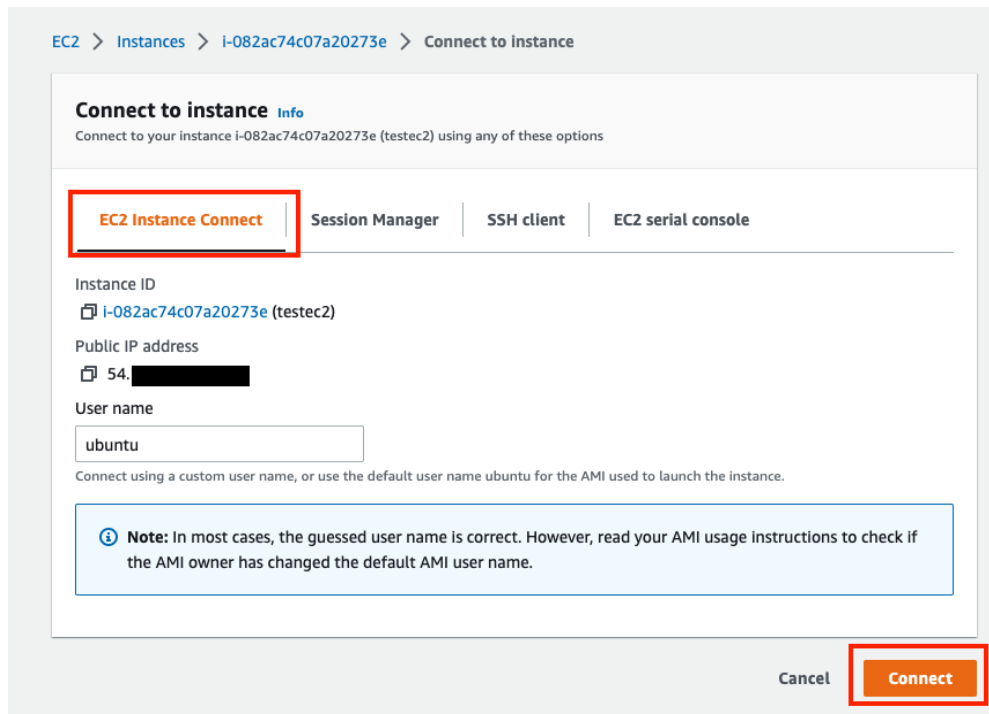 EC2 > Instances > i-082ac74c07a20273e > Connect to instance
Connect to instance Info
Connect to your instance i-082ac74c07a20273e (testec2) using any of these options
EC2 Instance Connect Session Manager SSH client EC2 serial console
Instance ID
i-082ac74c07a20273e (testec2)
Public IP address
54.
User name
ubuntu
Connect using a custom user name, or use the default user name ubuntu for the AMI used to launch the instance.
Note: In most cases, the guessed user name is correct. However, read your AMI usage instructions to check if
the AMI owner has changed the default AMI user name.
Cancel Connect